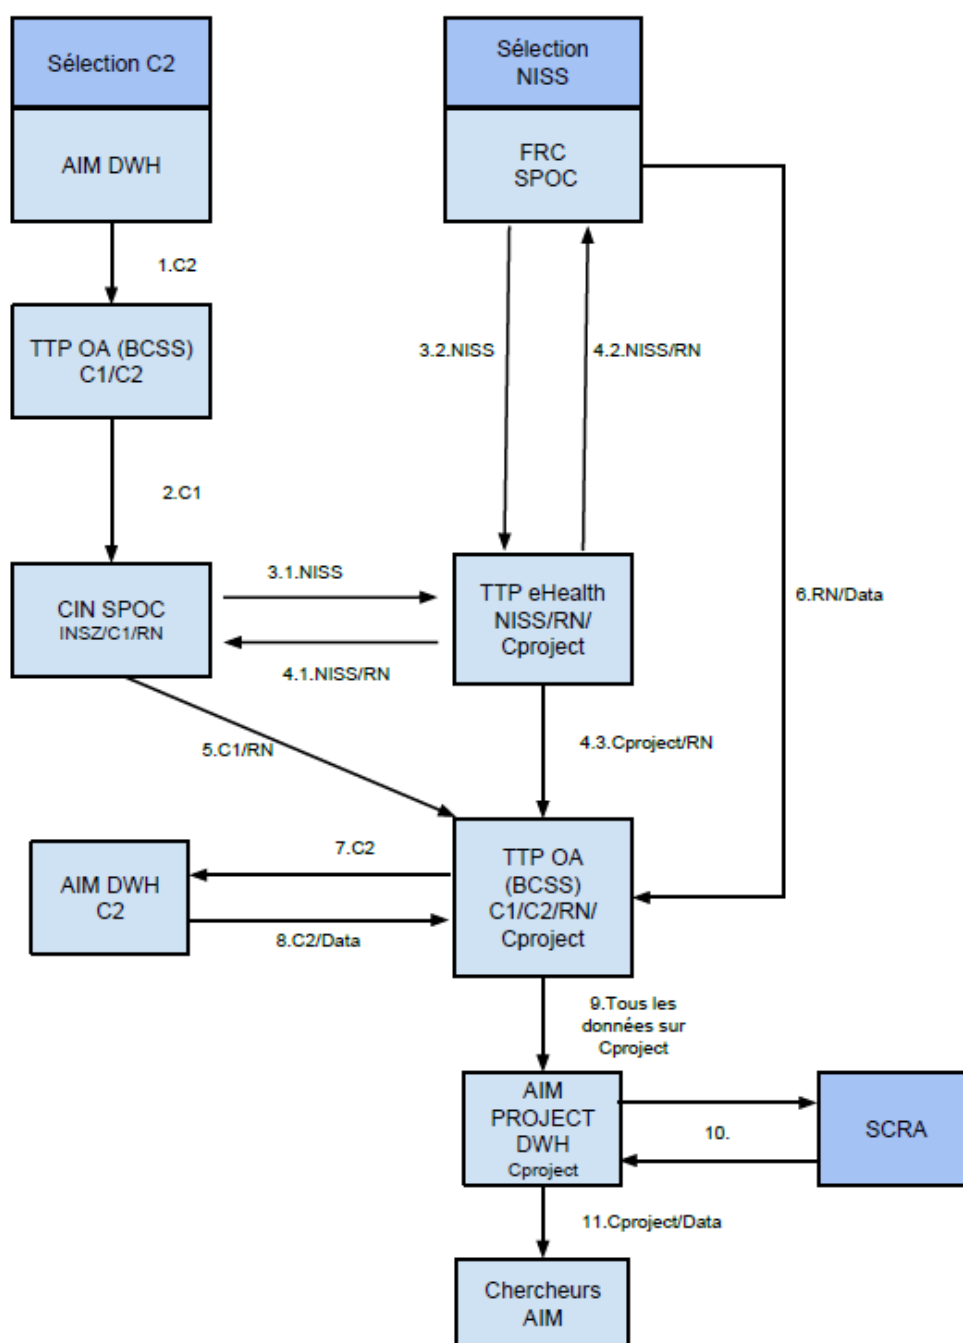 Sélection C2
Sélection
NISS
AIM DWH
FRC
SPOC
1.C2
TTP OA (BCSS)
C1/C2
3.2.NISS
4.2.NISS/RN
2.C1
CIN SPOC
INSZ/C1/RN
3.1.NISS
4.1.NISS/RN
TTP eHealth
NISS/RN/
Cproject
6.RN/Data
5.C1/RN
4.3.Cproject/RN
AIM DWH
C2
7.C2
8.C2/Data
TTP OA
(BCSS)
C1/C2/RN/
Cproject
9.Tous les
données sur
Cproject
AIM
PROJECT
DWH
Cproject
10.
SCRA
11.Cproject/Data
Chercheurs
AIM